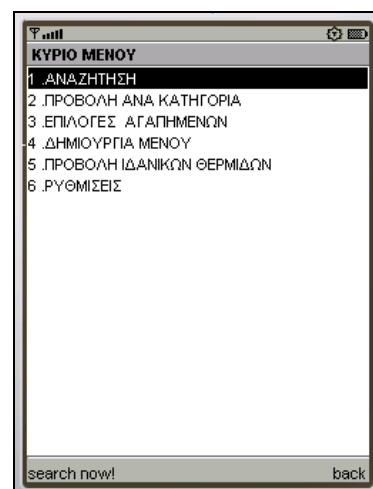 ΚΥΡΙΟ ΜΕΝΟΥ
1 .ΑΝΑΖΗΤΗΣΗ
2 .ΠΡΟΒΟΛΗ ΑΝΑ ΚΑΤΗΓΟΡΙΑ
3 .ΕΠΙΛΟΓΕΣ ΑΓΑΠΗΜΕΝΩΝ
4 .ΔΗΜΙΟΥΡΓΙΑ ΜΕΝΟΥ
5 .ΠΡΟΒΟΛΗ ΙΔΑΝΙΚΩΝ ΘΕΡΜΙΔΩΝ
6 .ΡΥΘΜΙΣΕΙΣ
search now! back